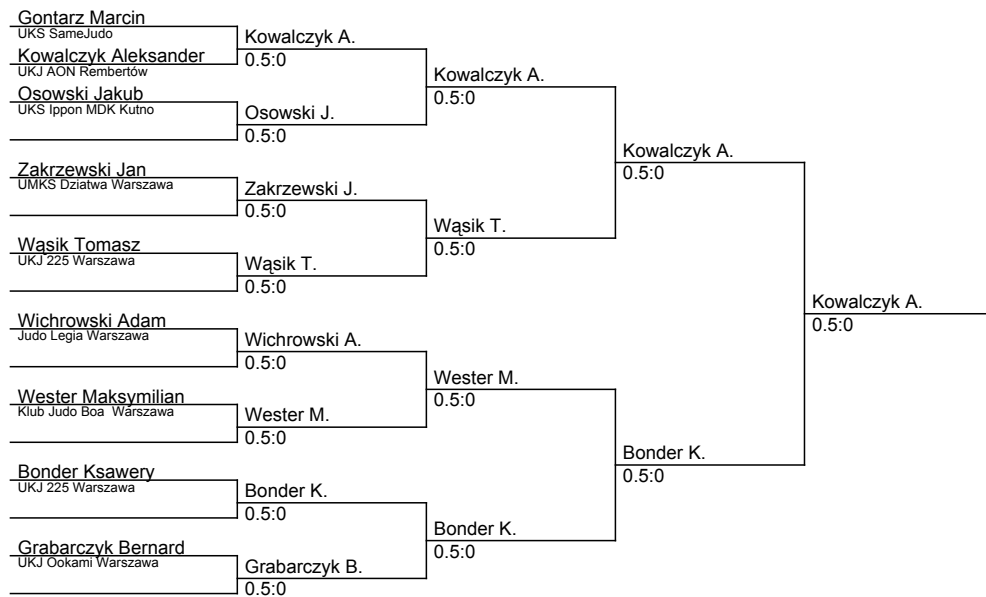 Gontarz Marcin
UKS SameJudo
Kowalczyk Aleksander
UKJ AON Rembertów
Osowski Jakub
UKS Ippon MDK Kutno
Zakrzewski Jan
UMKS Dziatwa Warszawa
Wąsik Tomasz
UKJ 225 Warszawa
Wichrowski Adam
Judo Legia Warszawa
Wester Maksymilian
Klub Judo Boa  Warszawa
Bonder Ksawery
UKJ 225 Warszawa
Grabarczyk Bernard
UKJ Ookami Warszawa
Kowalczyk A.
0.5:0
Osowski J.
0.5:0
Zakrzewski J.
0.5:0
Wąsik T.
0.5:0
Wichrowski A.
0.5:0
Wester M.
0.5:0
Bonder K.
0.5:0
Grabarczyk B.
0.5:0
Kowalczyk A.
0.5:0
Wąsik T.
0.5:0
Wester M.
0.5:0
Bonder K.
0.5:0
Kowalczyk A.
0.5:0
Bonder K.
0.5:0
Kowalczyk A.
0.5:0